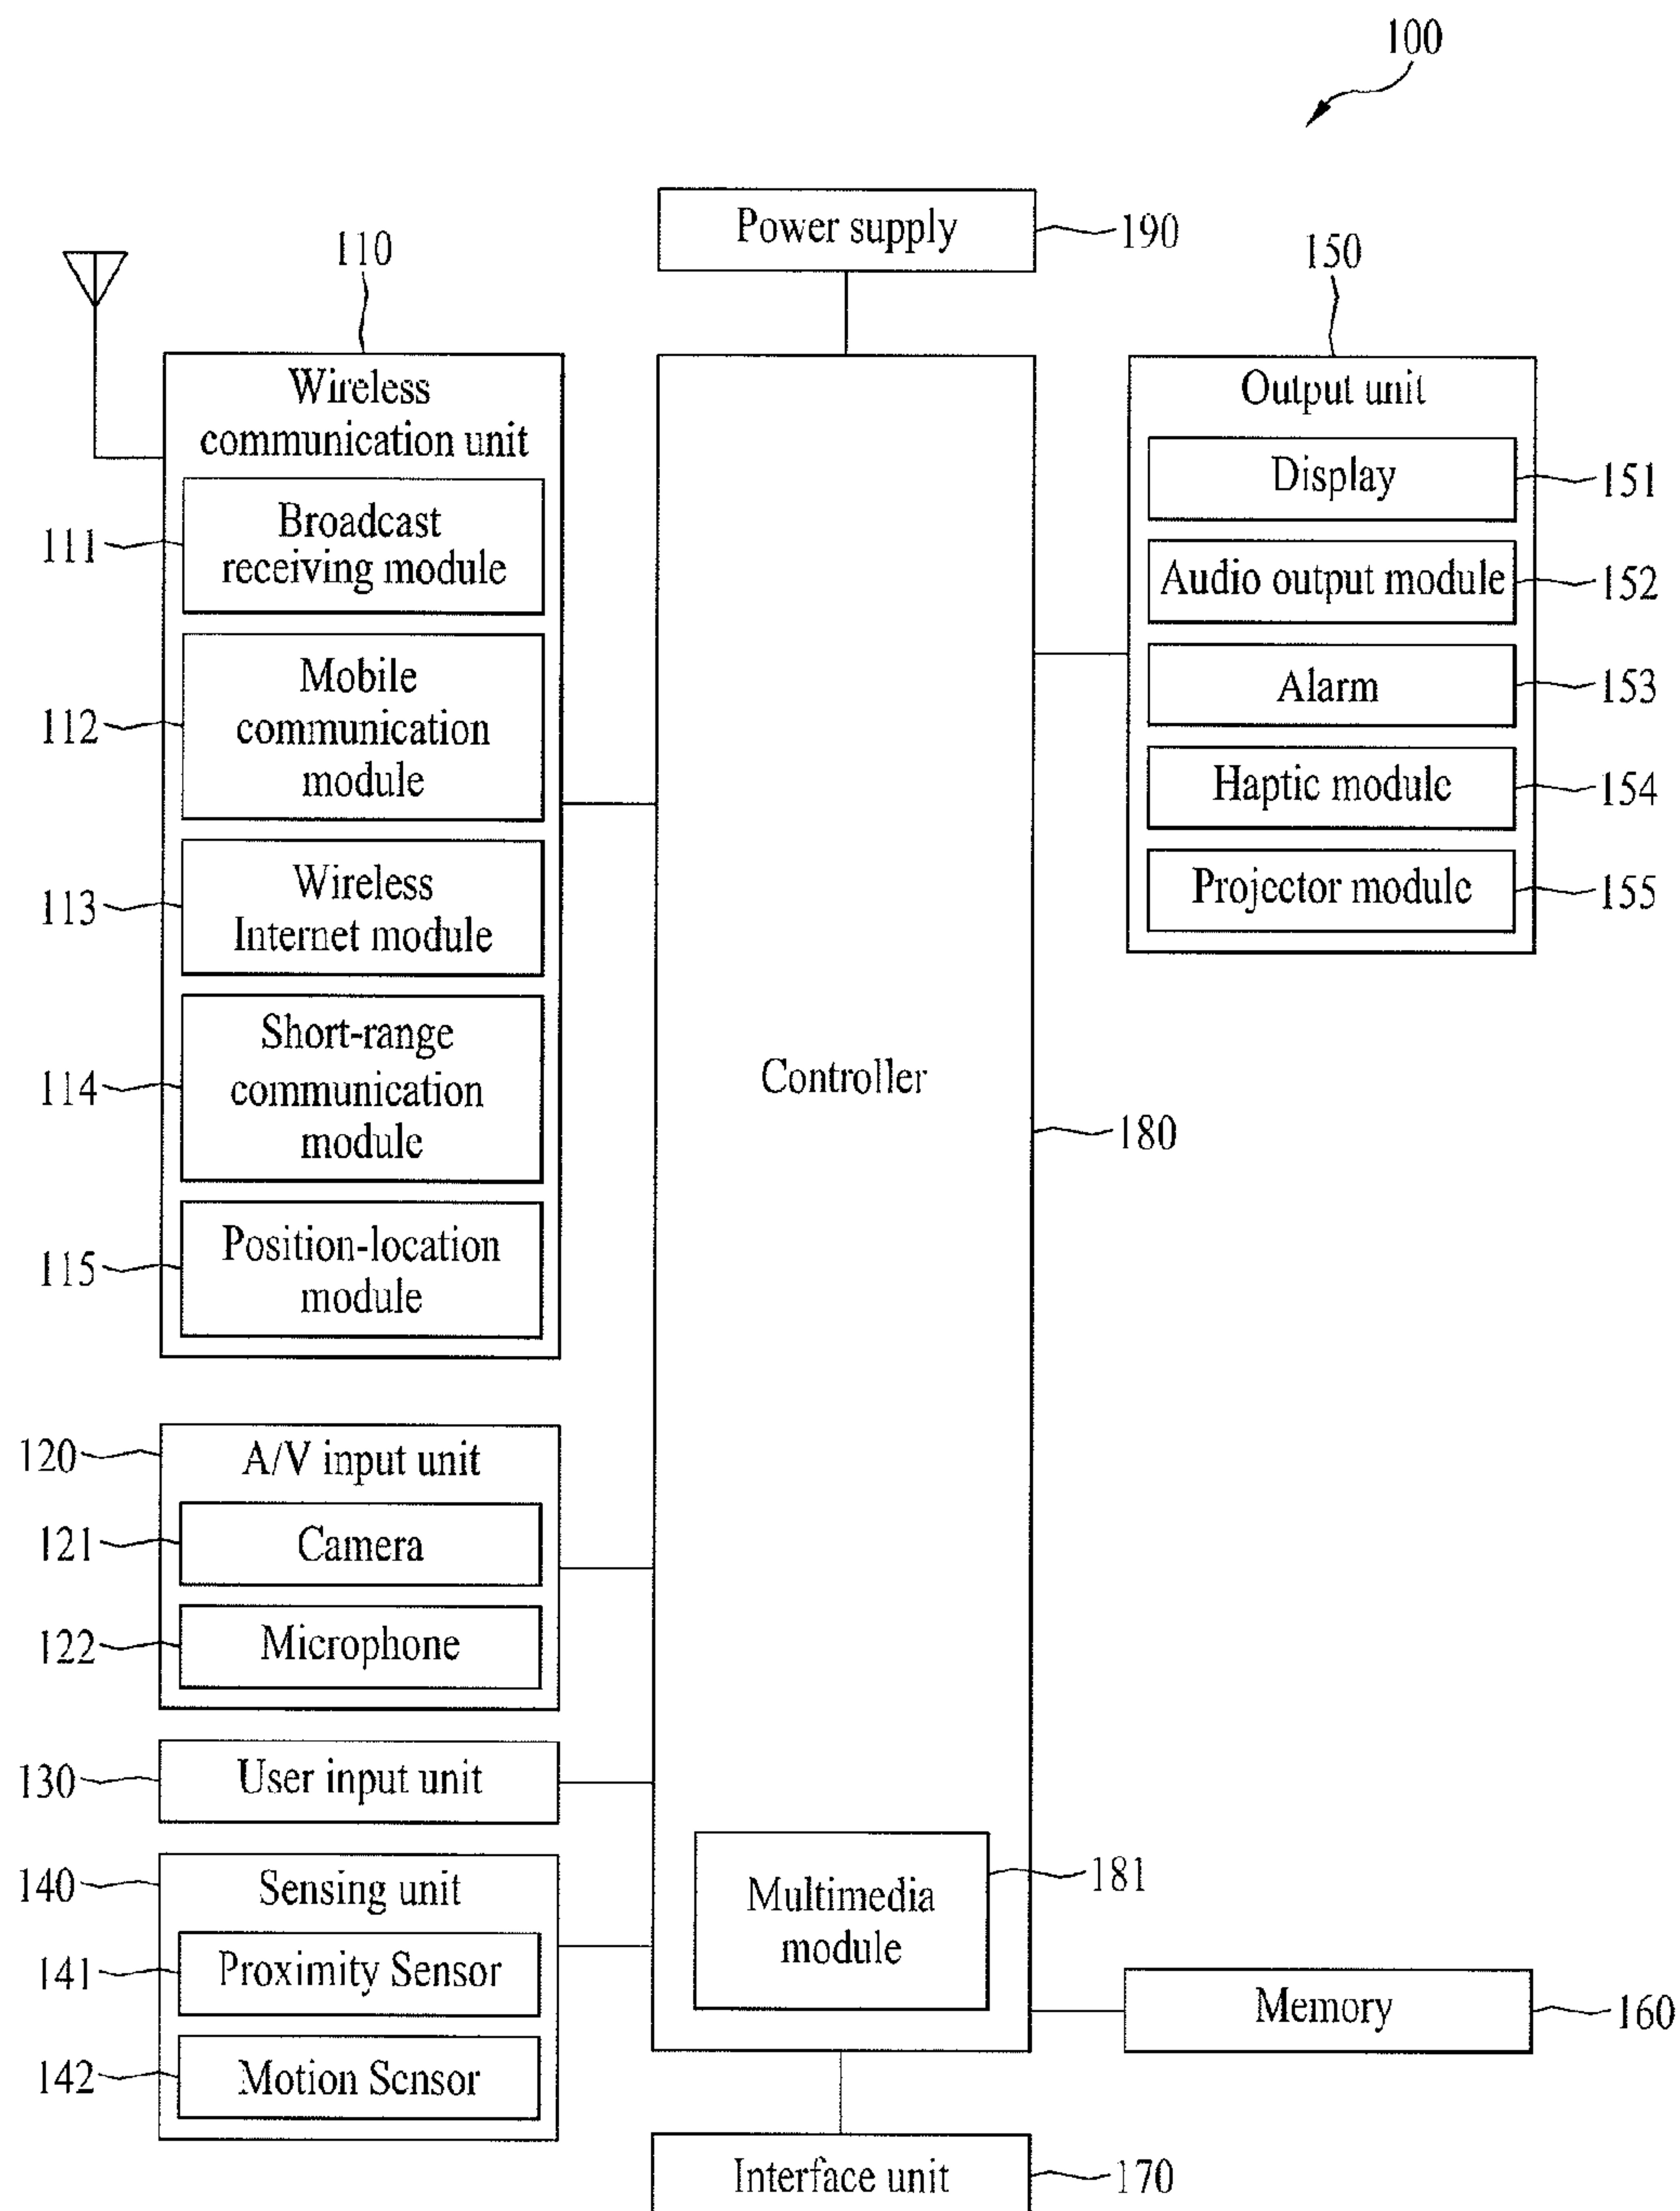 100
Power supply
190
110
Wireless
communication unit
111
Broadcast
receiving module
112
Mobile
communication
module
113
Wireless
Internet module
114
Short-range
communication
module
115
Position-location
module
120
A/V input unit
121
Camera
122
Microphone
130
User input unit
140
Sensing unit
141
Proximity Sensor
142
Motion Sensor
Controller
180
Multimedia
module
181
150
Output unit
Display
151
Audio output module
152
Alarm
153
Haptic module
154
Projector module
155
Memory
160
Interface unit
170